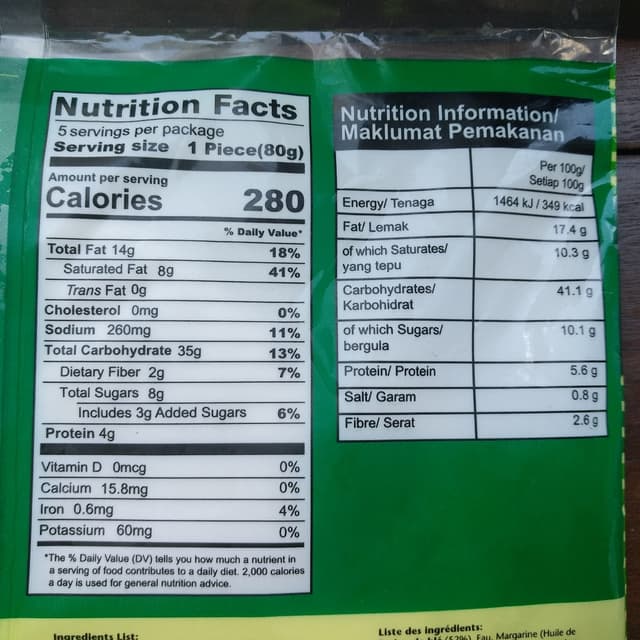 Nutrition Facts
5 servings per package
Serving size 1 Piece(80g)
Amount per serving
Calories 280
% Daily Value*
Total Fat 14g 18%
Saturated Fat 8g 41%
Trans Fat 0g
Cholesterol 0mg 0%
Sodium 260mg 11%
Total Carbohydrate 35g 13%
Dietary Fiber 2g 7%
Total Sugars 8g
Includes 3g Added Sugars 6%
Protein 4g
Vitamin D 0mcg 0%
Calcium 15.8mg 0%
Iron 0.6mg 4%
Potassium 60mg 0%
*The % Daily Value (DV) tells you how much a nutrient in
a serving of food contributes to a daily diet. 2,000 calories
a day is used for general nutrition advice.
Ingredients List:
Nutrition Information/
Maklumat Pemakanan
Per 100g/
Setiap 100g
Energy/ Tenaga 1464 kJ / 349 kcal
Fat/ Lemak 17.4 g
of which Saturates/ 10.3 g
yang tepu
Carbohydrates/ 41.1 g
Karbohidrat
of which Sugars/ 10.1 g
bergula
Protein/ Protein 5.6 g
Salt/ Garam 0.8 g
Fibre/ Serat 2.6 g
Liste des ingrédients:
(52%), Eau, Margarine (Huile de